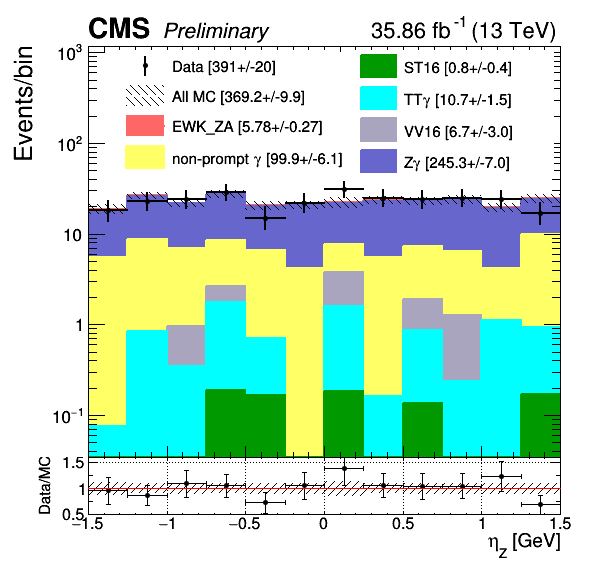 CMS Preliminary 35.86 fb⁻¹ (13 TeV)
Events/bin
10³
10²
10
1
10⁻¹
Data [391+/-20]
All MC [369.2+/-9.9]
EWK_ZA [5.78+/-0.27]
non-prompt γ [99.9+/-6.1]
ST16 [0.8+/-0.4]
TTγ [10.7+/-1.5]
VV16 [6.7+/-3.0]
Zγ [245.3+/-7.0]
Data/MC
1.5
1
0.5
−1.5 −1 −0.5 0 0.5 1 1.5
η_Z [GeV]